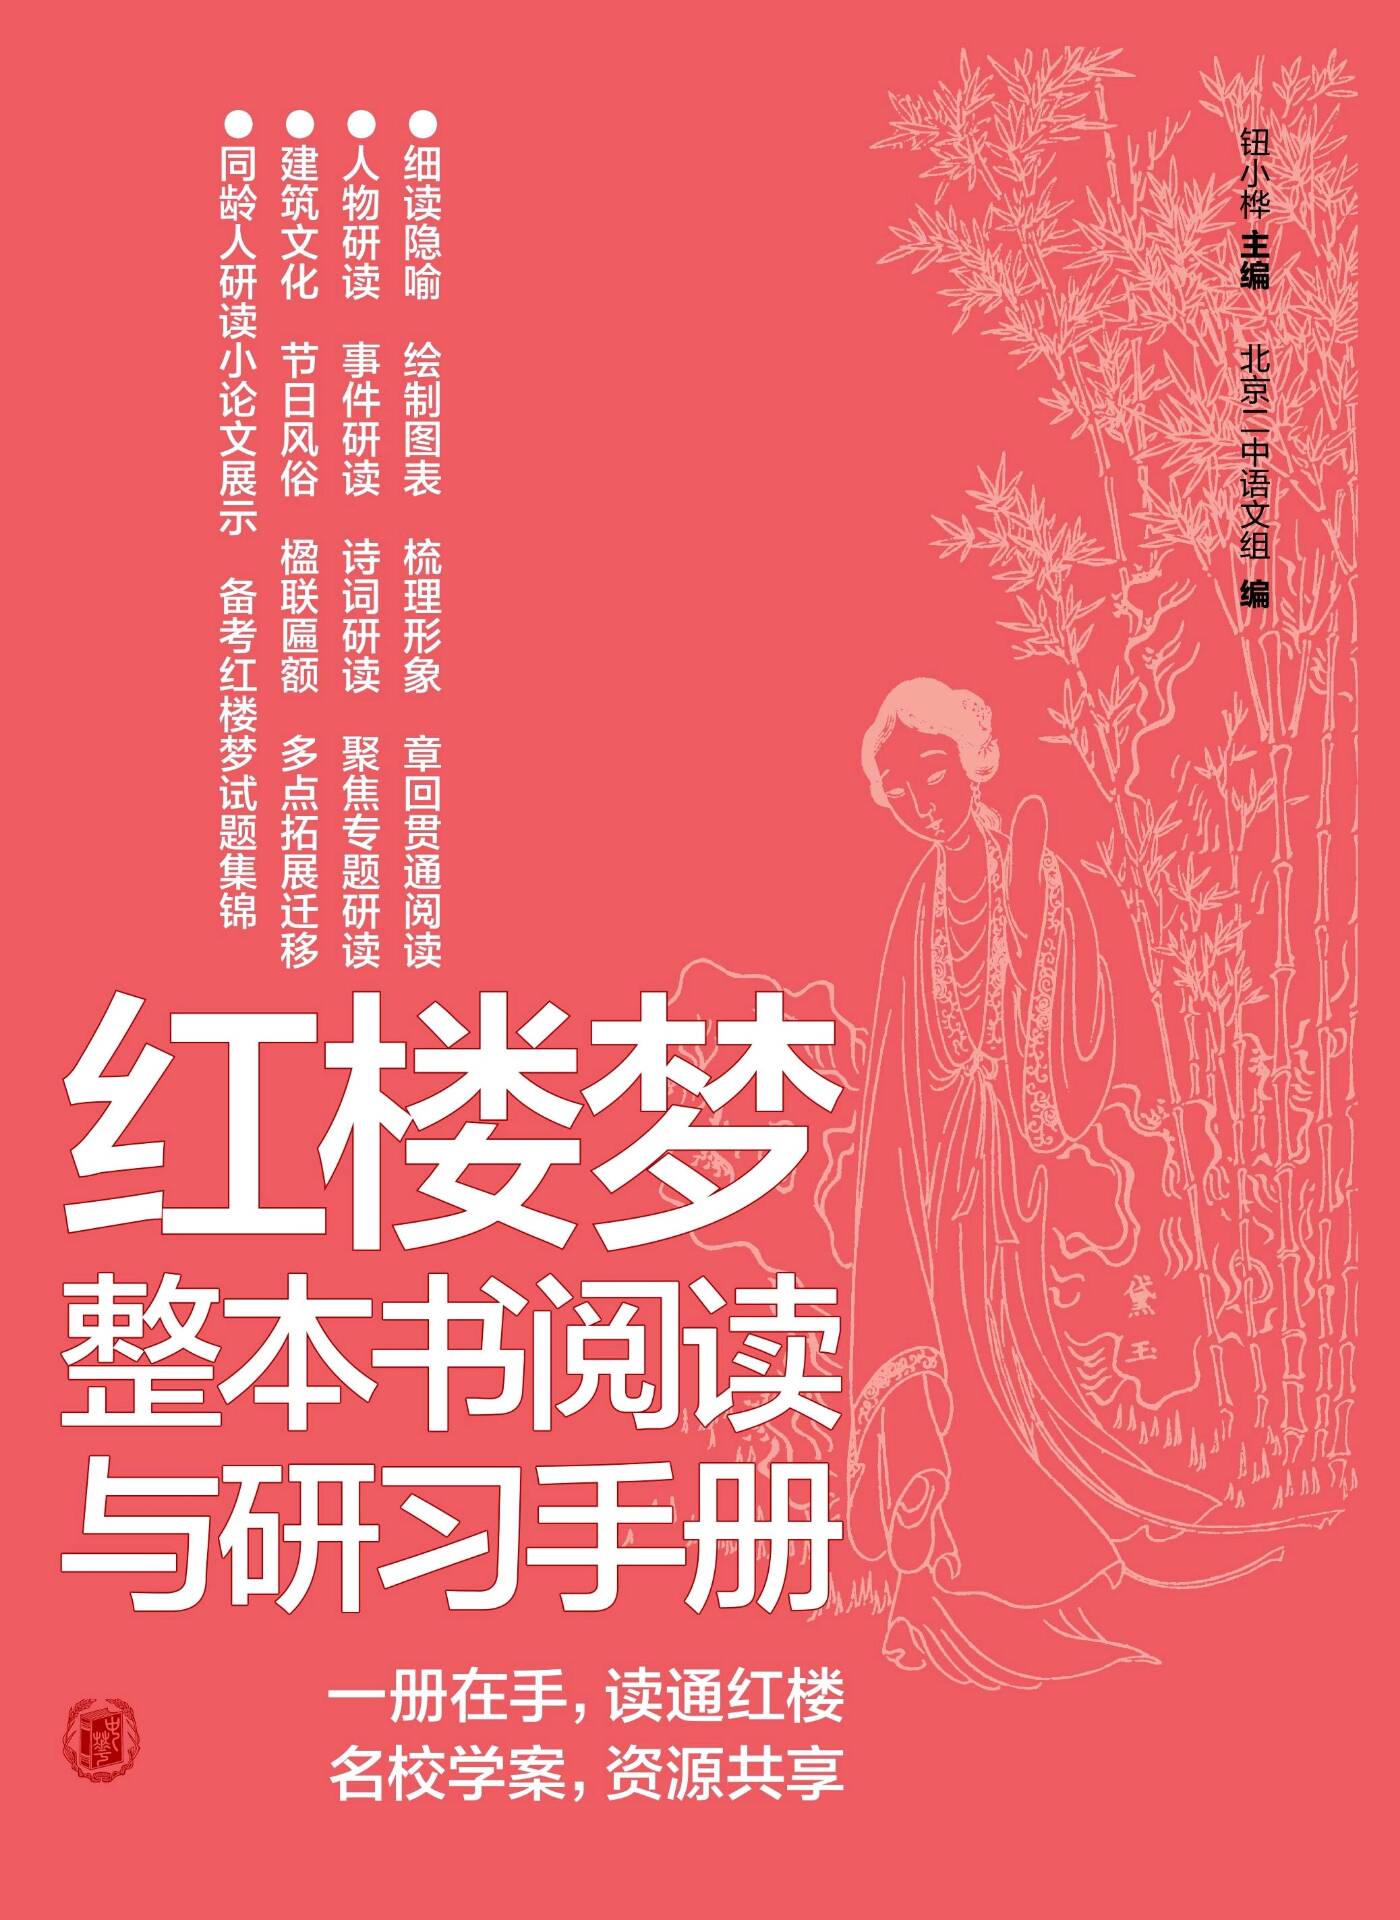 钮小桦 主编 北京二中语文组 编
●细读隐喻 绘制图表 梳理形象 章回贯通阅读
●人物研读 事件研读 诗词研读 聚焦专题研读
●建筑文化 节日风俗 楹联匾额 多点拓展迁移
●同龄人研读小论文展示 备考红楼梦试题集锦
红楼梦
整本书阅读
与研习手册
黛玉
一册在手，读通红楼
名校学案，资源共享
中华